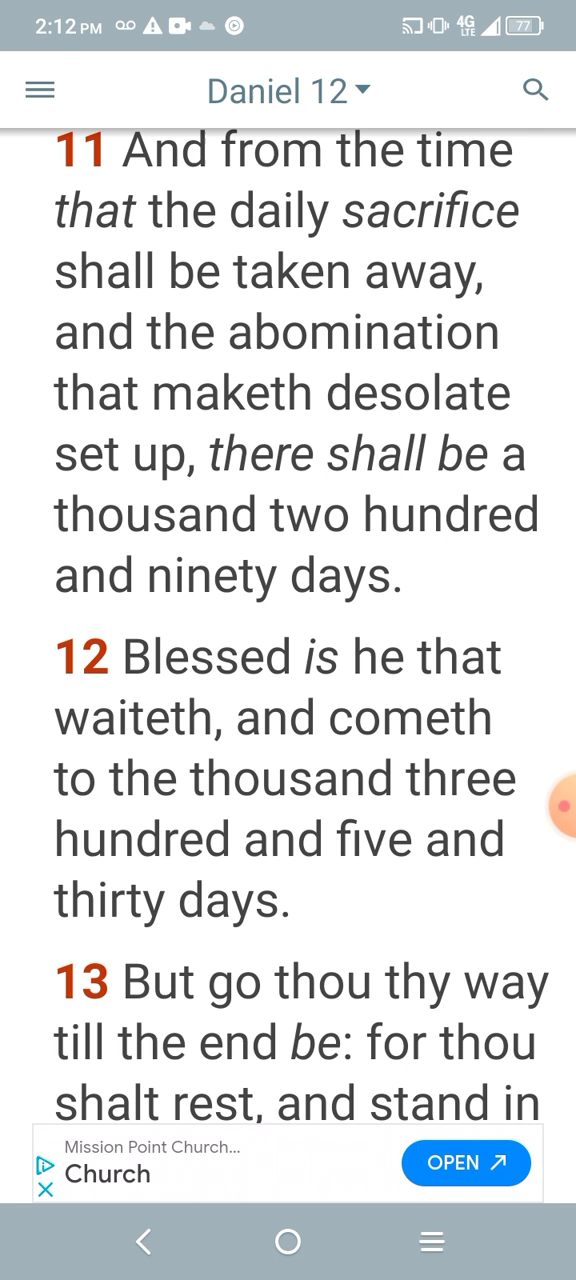 2:12 PM
4G
LTE
77
Daniel 12
11 And from the time
that the daily sacrifice
shall be taken away,
and the abomination
that maketh desolate
set up, there shall be a
thousand two hundred
and ninety days.
12 Blessed is he that
waiteth, and cometh
to the thousand three
hundred and five and
thirty days.
13 But go thou thy way
till the end be: for thou
shalt rest, and stand in
Mission Point Church...
Church
OPEN